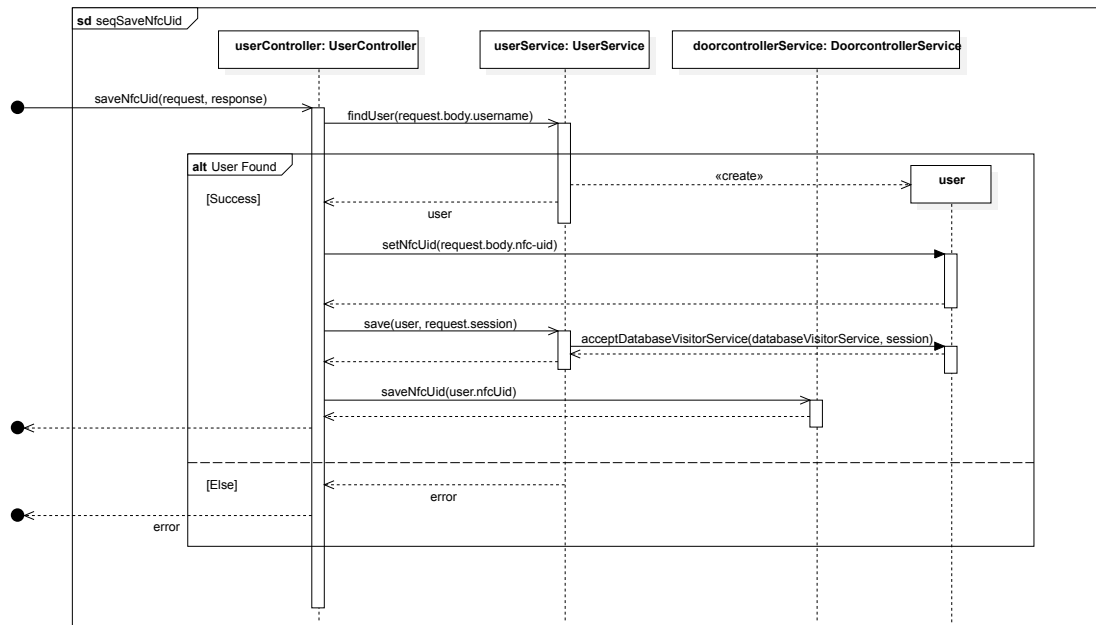 sd seqSaveNfcUid
userController: UserController
userService: UserService
doorcontrollerService: DoorcontrollerService
saveNfcUid(request, response)
findUser(request.body.username)
alt User Found
«create»
user
[Success]
user
setNfcUid(request.body.nfc-uid)
save(user, request.session)
acceptDatabaseVisitorService(databaseVisitorService, session)
saveNfcUid(user.nfcUid)
[Else]
error
error